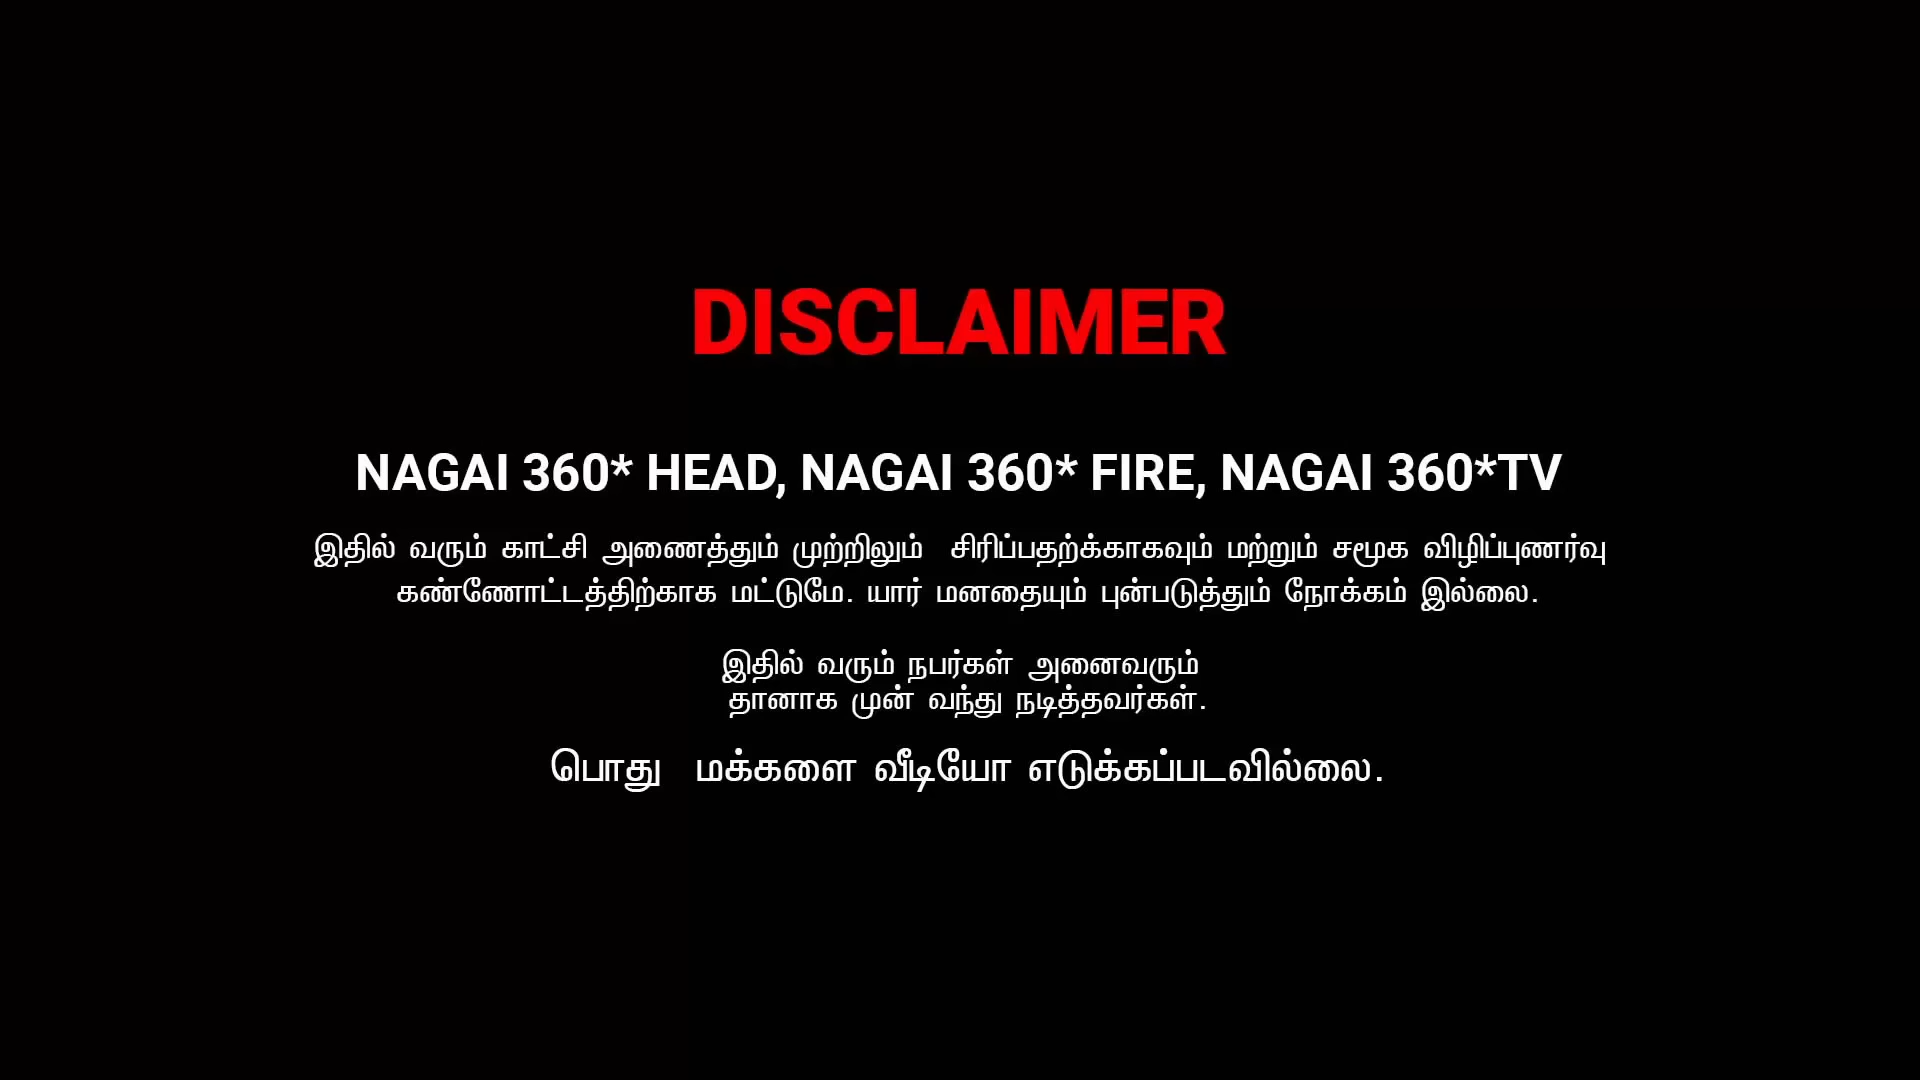 DISCLAIMER
NAGAI 360* HEAD, NAGAI 360* FIRE, NAGAI 360*TV
இதில் வரும் காட்சி அணைத்தும் முற்றிலும் சிரிப்பதற்க்காகவும் மற்றும் சமூக விழிப்புணர்வு
கண்ணோட்டத்திற்காக மட்டுமே. யார் மனதையும் புன்படுத்தும் நோக்கம் இல்லை.
இதில் வரும் நபர்கள் அனைவரும்
தானாக முன் வந்து நடித்தவர்கள்.
பொது மக்களை வீடியோ எடுக்கப்படவில்லை.